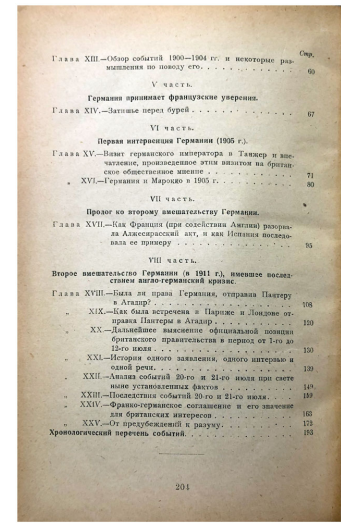 Стр.
Глава XIII.—Обзор событий 1900—1904 гг. и некоторые раз-
мышления по поводу его. 60
V часть.
Германия принимает французские уверения.
Глава XIV.—Затишье перед бурей 67
VI часть.
Первая интервенция Германии (1905 г.).
Глава XV.—Визит германского императора в Танжер и впе-
чатление, произведенное этим визитом на британ-
ское общественное мнение 71
„ XVI.—Германия и Марокко в 1905 г. 80
VII часть.
Пролог ко второму вмешательству Германии.
Глава XVII.—Как Франция (при содействии Англии) разорва-
ла Алжесирасский акт, и как Испания последо-
вала ее примеру 95
VIII часть.
Второе вмешательство Германии (в 1911 г.), имевшее послед-
станем англо-германский кризис.
Глава XVIII.—Была ли права Германия, отправив Пантеру
в Агадир? 108
„ XIX.—Как была встречена в Париже и Лондоне от-
правка Пантеры в Агадир 120
„ XX.—Дальнейшее выяснение официальной позиции
британского правительства в период от 1-го до
12-го июля 130
„ XXI.—История одного заявления, одного интервью и
одной речи. 139
„ XXII.—Анализ событий 20-го и 21-го июля при свете
ныне установленных фактов 149
„ XXIII.—Последствия событий 20-го и 21-го июля. 159
„ XXIV.—Франко-германское соглашение и его значение
для британских интересов 163
„ XXV.—От предубеждений к разуму. 173
Хронологический перечень событий. 193
204